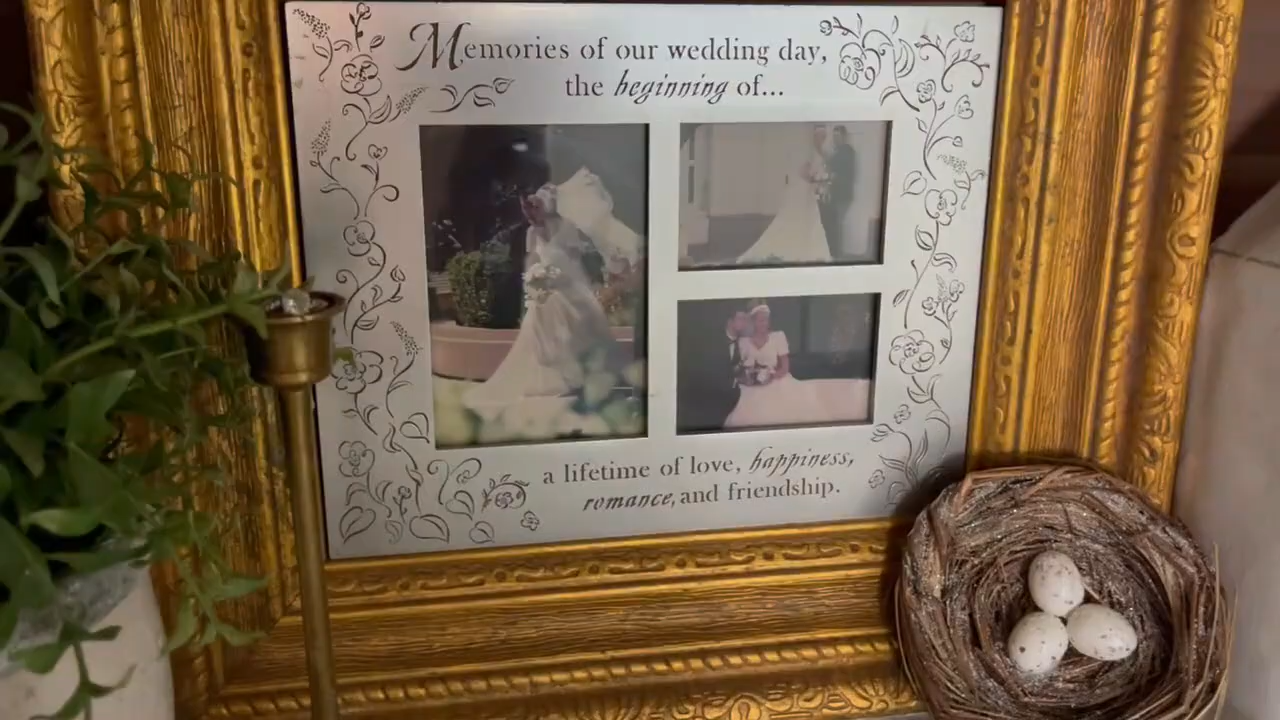 Memories of our wedding day,
the beginning of...
a lifetime of love, happiness,
romance, and friendship.